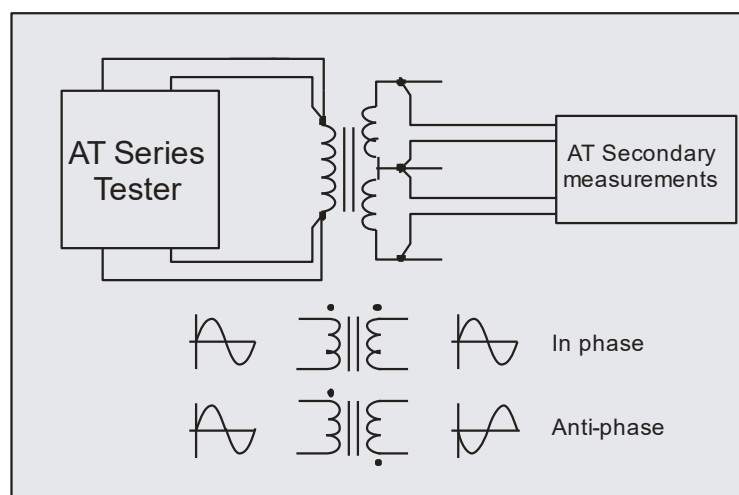 AT Series
Tester
AT Secondary
measurements
In phase
Anti-phase